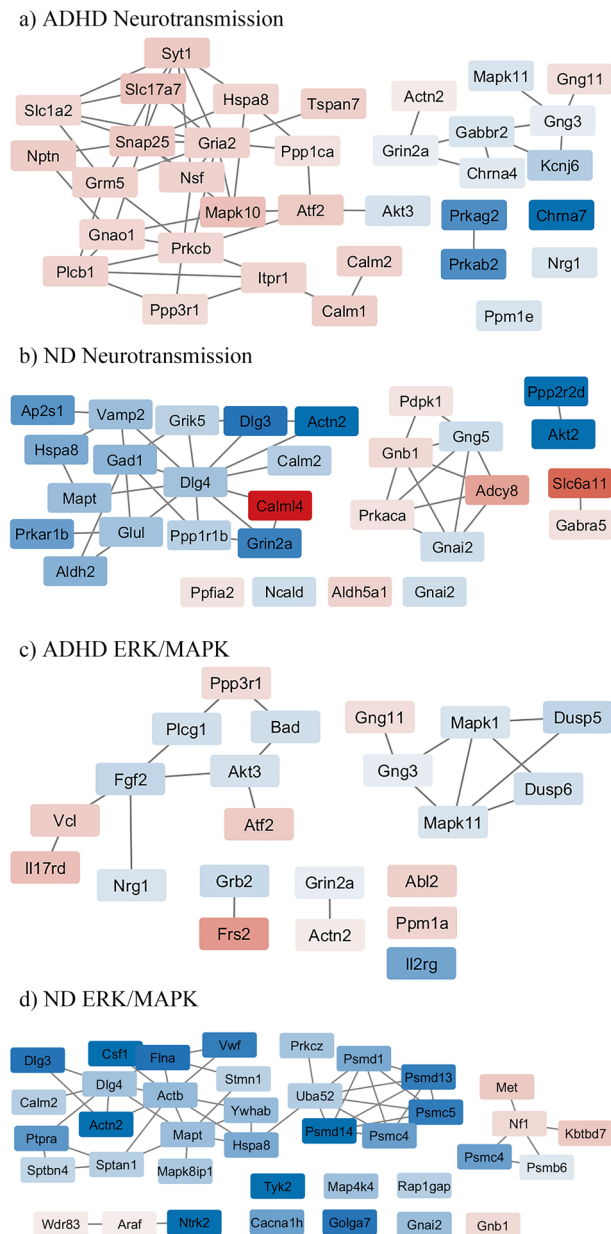 a) ADHD Neurotransmission
Syt1
Slc17a7
Slc1a2
Hspa8
Tspan7
Snap25
Gria2
Nptn
Ppp1ca
Grm5
Nsf
Mapk10
Atf2
Akt3
Gnao1
Prkcb
Plcb1
Itpr1
Calm2
Ppp3r1
Calm1
Mapk11
Gng11
Actn2
Gng3
Gabbr2
Grin2a
Chrna4
Kcnj6
Prkag2
Chrna7
Prkab2
Nrg1
Ppm1e
b) ND Neurotransmission
Ap2s1
Vamp2
Grik5
Dlg3
Actn2
Hspa8
Gad1
Calm2
Mapt
Dlg4
Calml4
Prkar1b
Glul
Ppp1r1b
Grin2a
Aldh2
Pdpk1
Gng5
Gnb1
Adcy8
Prkaca
Gnai2
Ppp2r2d
Akt2
Slc6a11
Gabra5
Ppfia2
Ncald
Aldh5a1
Gnai2
c) ADHD ERK/MAPK
Ppp3r1
Plcg1
Bad
Fgf2
Akt3
Vcl
Atf2
Il17rd
Nrg1
Gng11
Mapk1
Dusp5
Gng3
Dusp6
Mapk11
Grb2
Grin2a
Abl2
Frs2
Actn2
Ppm1a
Il2rg
d) ND ERK/MAPK
Dlg3
Csf1
Flna
Vwf
Calm2
Dlg4
Actb
Stmn1
Actn2
Ywhab
Ptpra
Mapt
Hspa8
Sptbn4
Sptan1
Mapk8ip1
Prkcz
Psmd1
Psmd13
Uba52
Psmc5
Psmd14
Psmc4
Met
Nf1
Kbtbd7
Psmc4
Psmb6
Tyk2
Map4k4
Rap1gap
Wdr83
Araf
Ntrk2
Cacna1h
Golga7
Gnai2
Gnb1